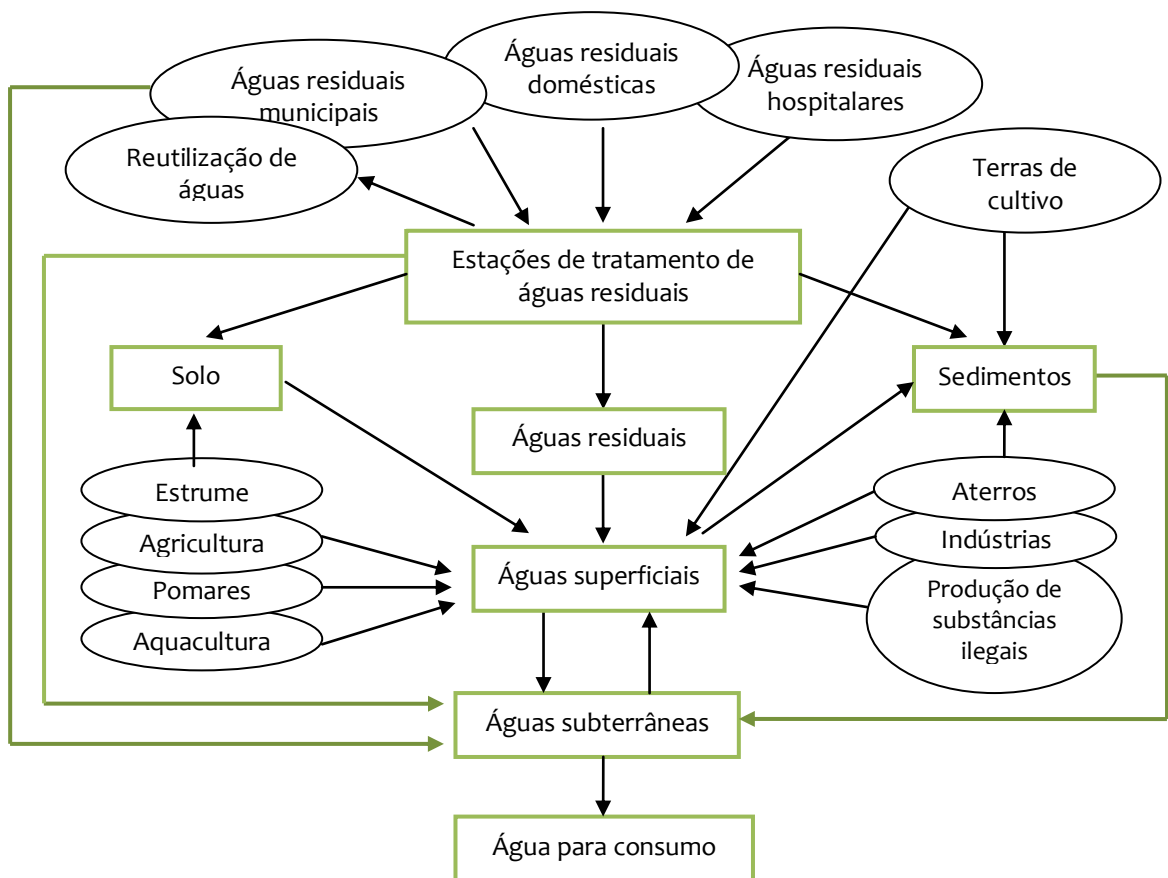 Águas residuais
municipais
Águas residuais
domésticas
Águas residuais
hospitalares
Reutilização de
águas
Terras de
cultivo
Estações de tratamento de
águas residuais
Solo
Sedimentos
Águas residuais
Estrume
Agricultura
Pomares
Aquacultura
Aterros
Indústrias
Produção de
substâncias
ilegais
Águas superficiais
Águas subterrâneas
Água para consumo